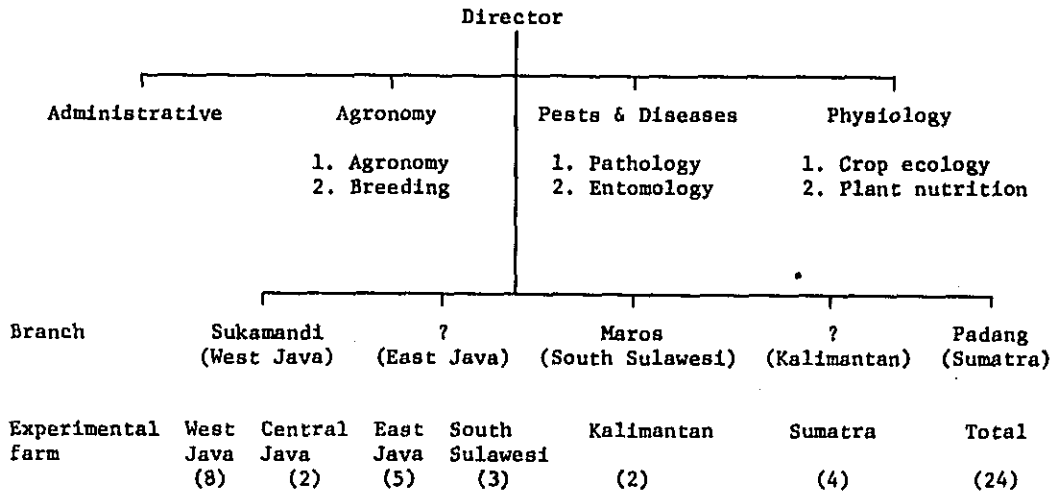 Director
Administrative Agronomy Pests & Diseases Physiology
1. Agronomy 1. Pathology 1. Crop ecology
2. Breeding 2. Entomology 2. Plant nutrition
Branch Sukamandi ? Maros ? Padang
(West Java) (East Java) (South Sulawesi) (Kalimantan) (Sumatra)
Experimental West Central East South Kalimantan Sumatra Total
farm Java Java Java Sulawesi
(8) (2) (5) (3) (2) (4) (24)